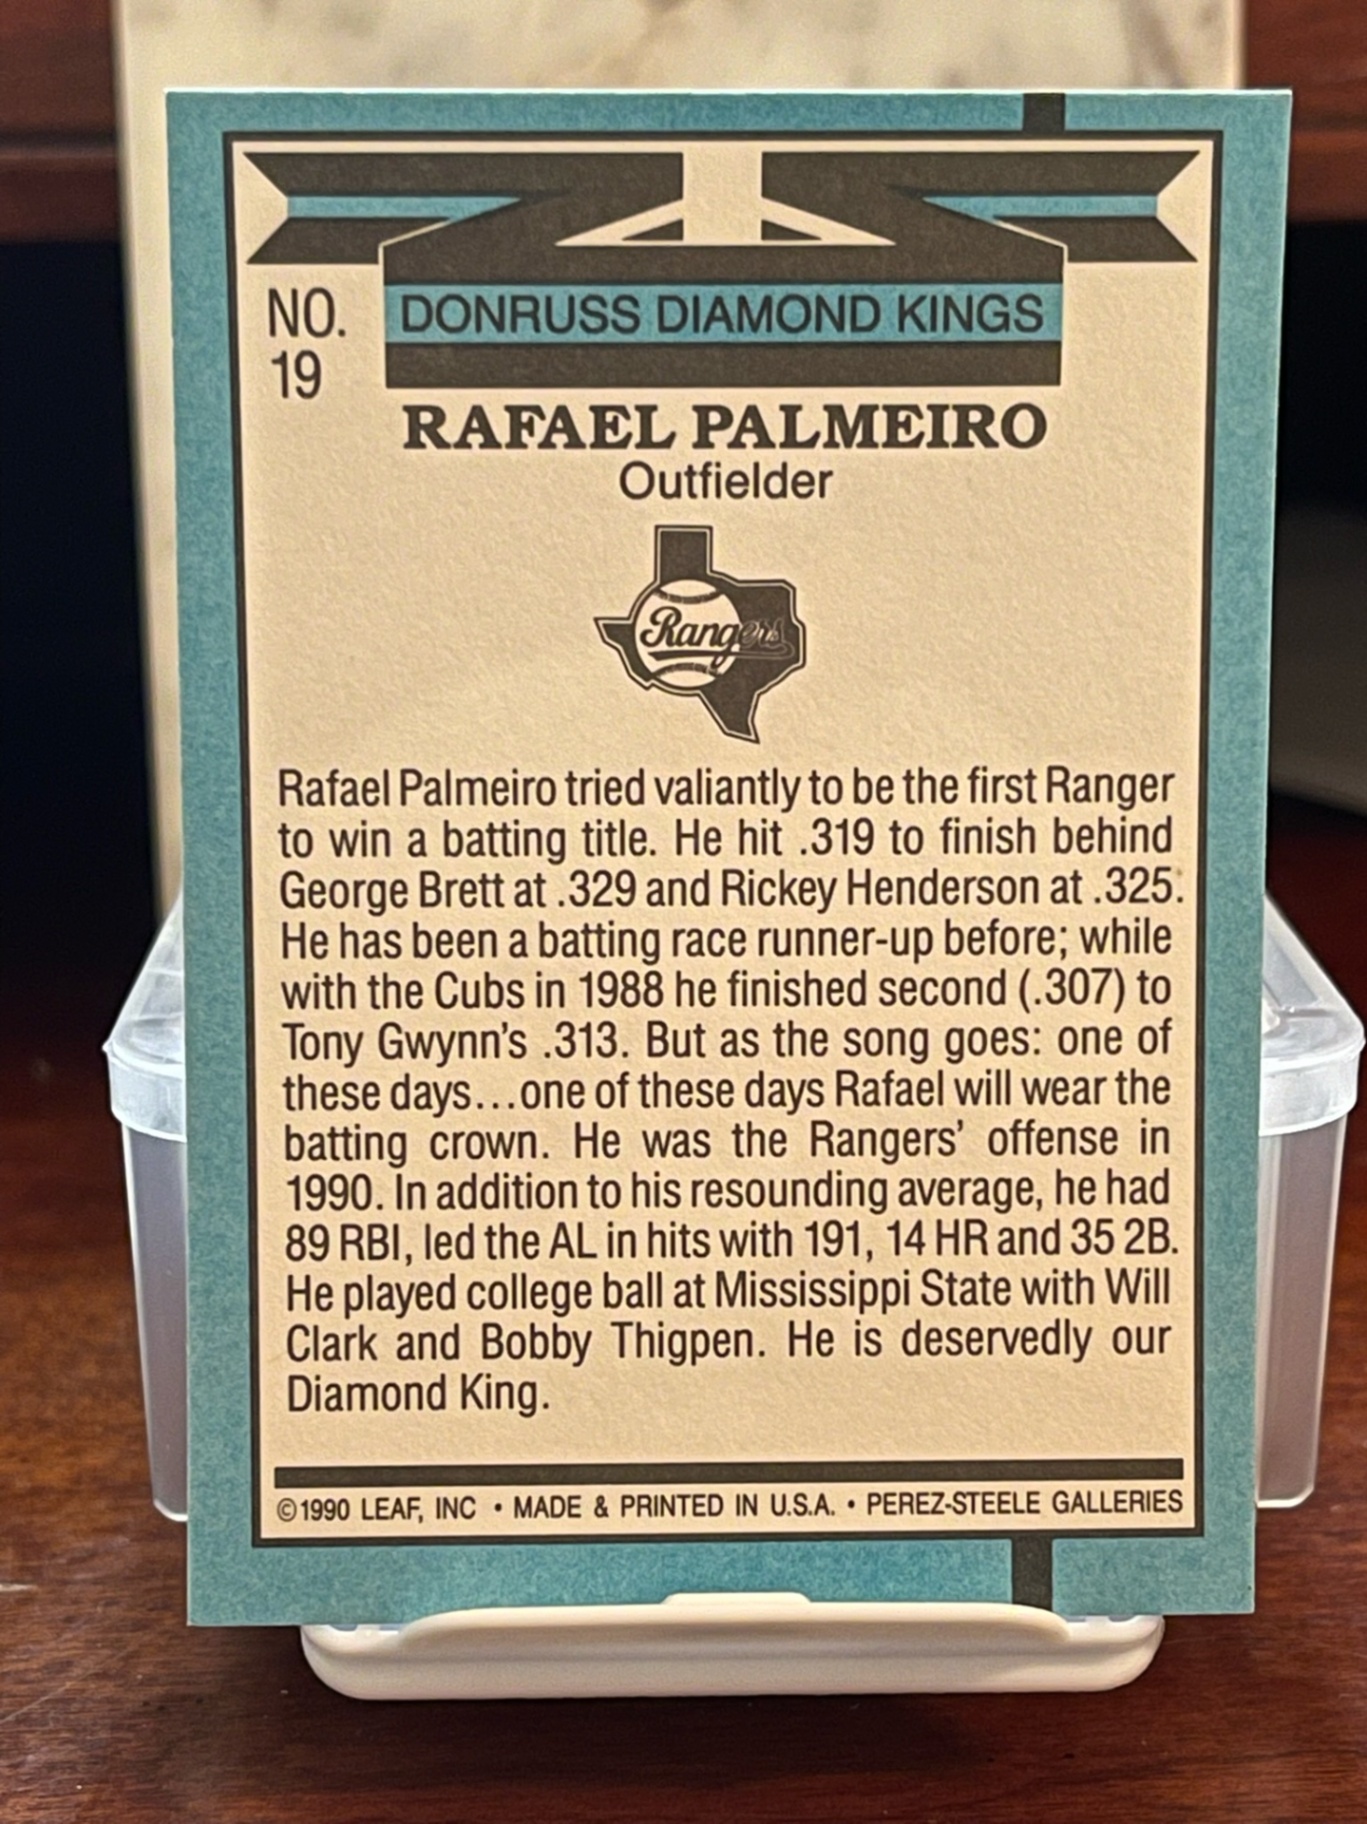 NO.
19
DONRUSS DIAMOND KINGS
RAFAEL PALMEIRO
Outfielder
Rangers
Rafael Palmeiro tried valiantly to be the first Ranger
to win a batting title. He hit .319 to finish behind
George Brett at .329 and Rickey Henderson at .325.
He has been a batting race runner-up before; while
with the Cubs in 1988 he finished second (.307) to
Tony Gwynn's .313. But as the song goes: one of
these days...one of these days Rafael will wear the
batting crown. He was the Rangers' offense in
1990. In addition to his resounding average, he had
89 RBI, led the AL in hits with 191, 14 HR and 35 2B.
He played college ball at Mississippi State with Will
Clark and Bobby Thigpen. He is deservedly our
Diamond King.
©1990 LEAF, INC • MADE & PRINTED IN U.S.A. • PEREZ-STEELE GALLERIES